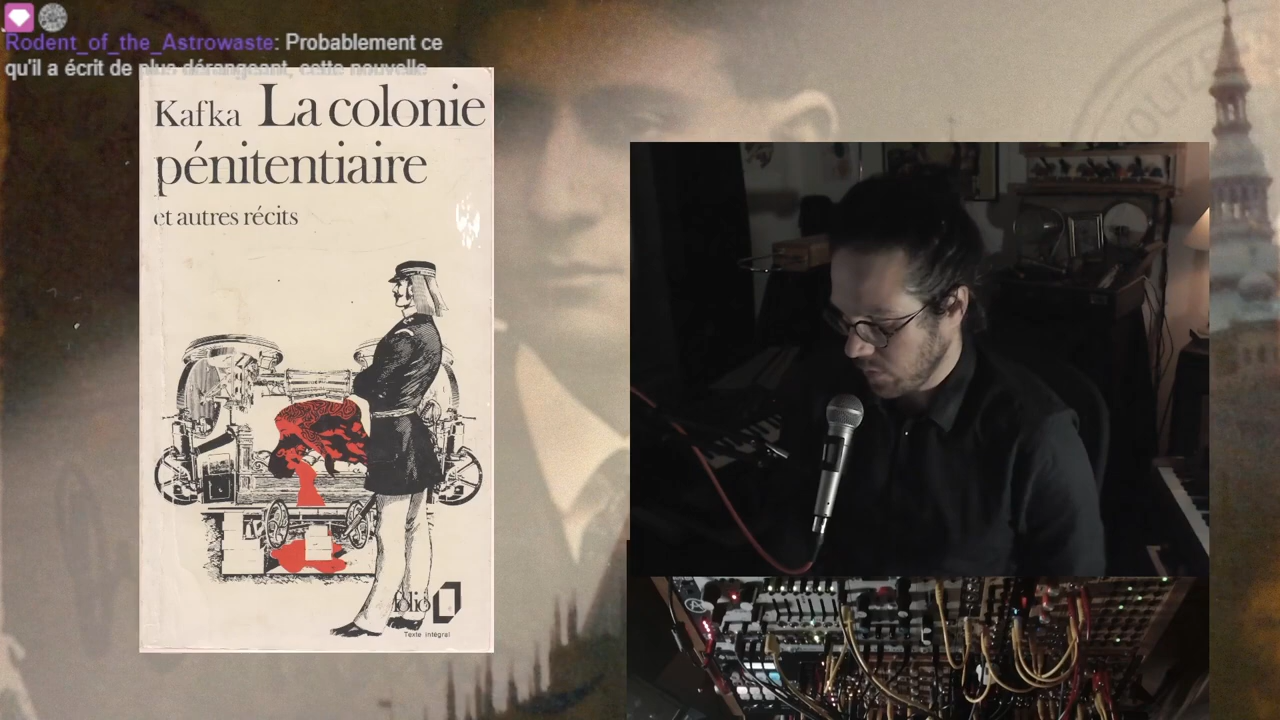 Rodent_of_the_Astrowaste: Probablement ce
qu'il a écrit de plus dérangeant, cette nouvelle
Kafka La colonie
pénitentiaire
et autres récits
folio
Texte intégral